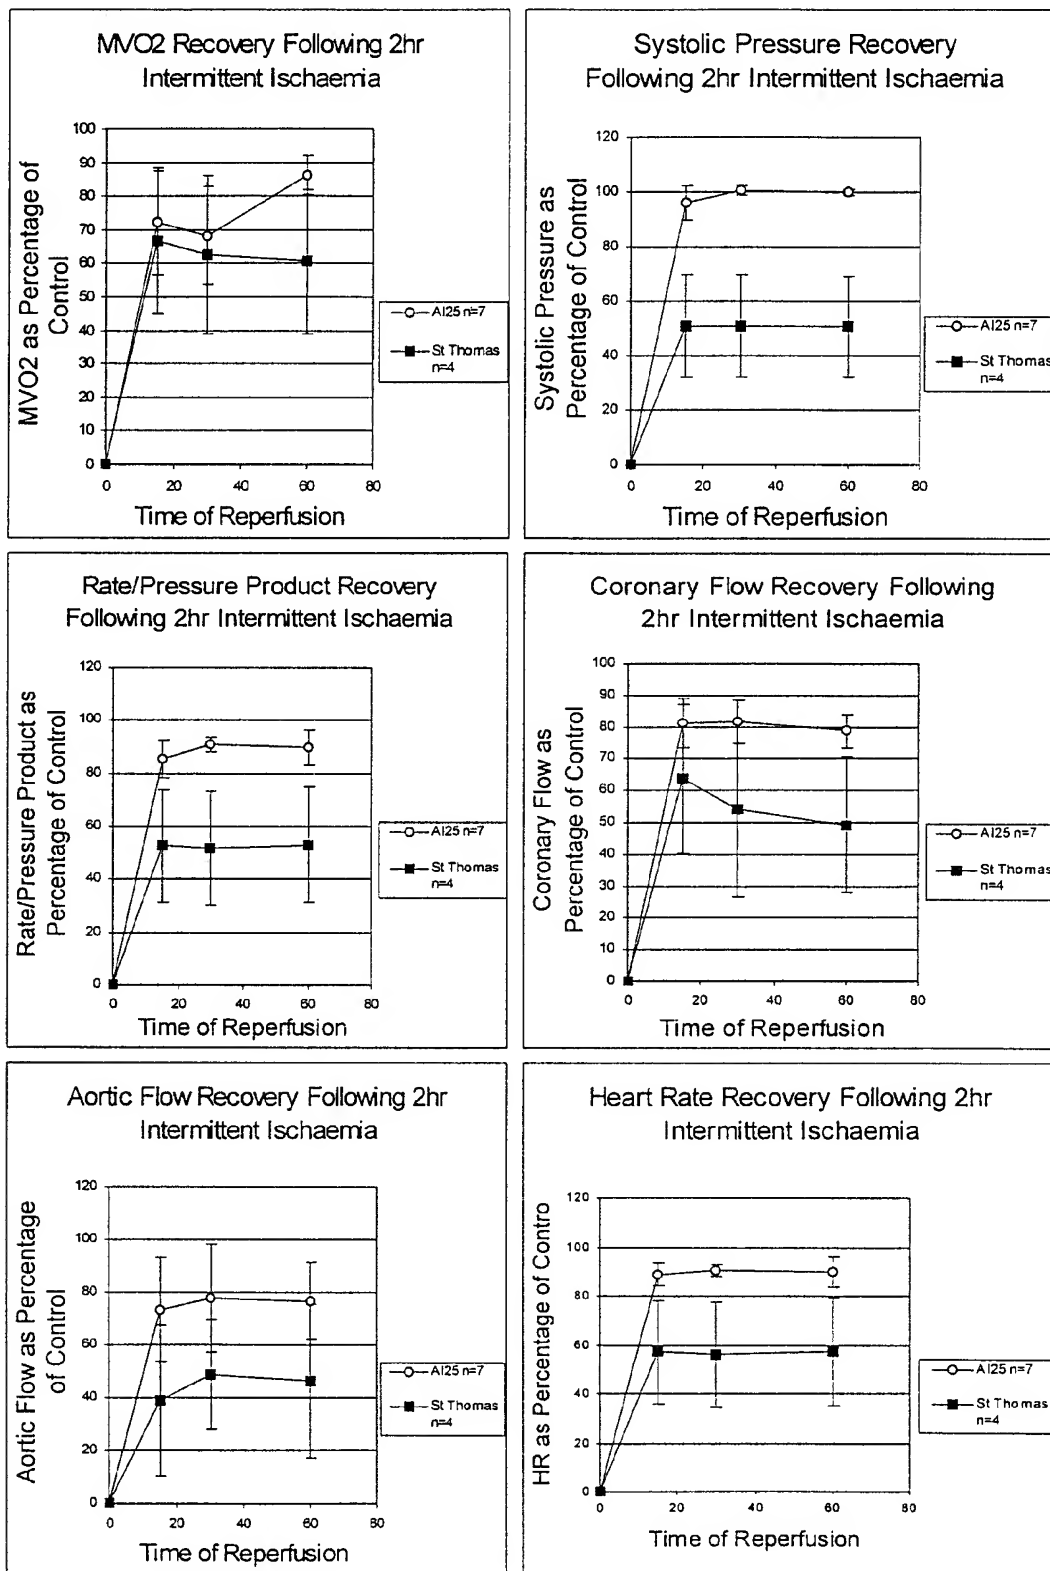 MVO2 Recovery Following 2hr
Intermittent Ischaemia
MVO2 as Percentage of
Control
100
90
80
70
60
50
40
30
20
10
0
0 20 40 60 80
Time of Reperfusion
AI25 n=7
St Thomas
n=4
Systolic Pressure Recovery
Following 2hr Intermittent Ischaemia
Systolic Pressure as
Percentage of Control
120
100
80
60
40
20
0
0 20 40 60 80
Time of Reperfusion
AI25 n=7
St Thomas
n=4
Rate/Pressure Product Recovery
Following 2hr Intermittent Ischaemia
Rate/Pressure Product as
Percentage of Control
120
100
80
60
40
20
0
0 20 40 60 80
Time of Reperfusion
AI25 n=7
St Thomas
n=4
Coronary Flow Recovery Following
2hr Intermittent Ischaemia
Coronary Flow as
Percentage of Control
100
90
80
70
60
50
40
30
20
10
0
0 20 40 60 80
Time of Reperfusion
AI25 n=7
St Thomas
n=4
Aortic Flow Recovery Following 2hr
Intermittent Ischaemia
Aortic Flow as Percentage
of Control
120
100
80
60
40
20
0
0 20 40 60 80
Time of Reperfusion
AI25 n=7
St Thomas
n=4
Heart Rate Recovery Following 2hr
Intermittent Ischaemia
HR as Percentage of Contro
120
100
80
60
40
20
0
0 20 40 60 80
Time of Reperfusion
AI25 n=7
St Thomas
n=4